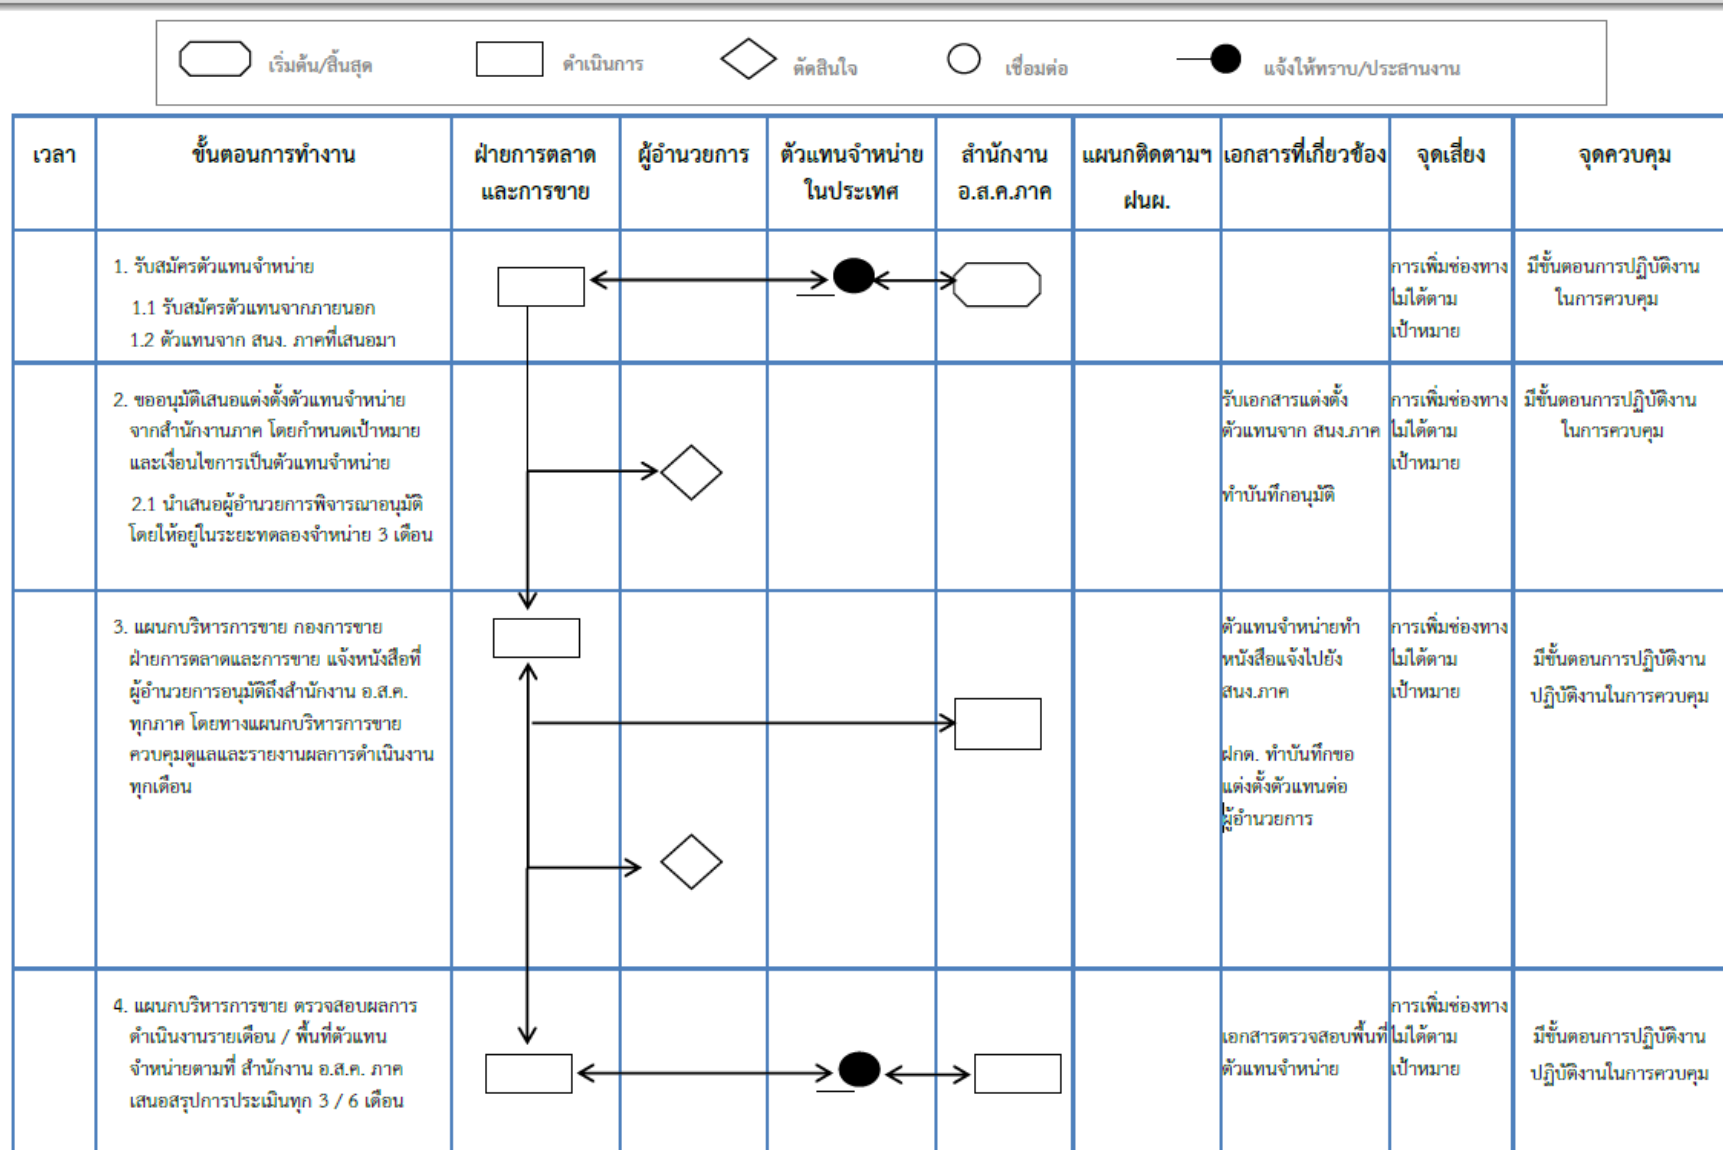 เริ่มต้น/สิ้นสุด
ดำเนินการ
ตัดสินใจ
เชื่อมต่อ
แจ้งให้ทราบ/ประสานงาน
เวลา
ขั้นตอนการทำงาน
ฝ่ายการตลาด
และการขาย
ผู้อำนวยการ
ตัวแทนจำหน่าย
ในประเทศ
สำนักงาน
อ.ส.ค.ภาค
แผนกติดตามฯ
ฝนผ.
เอกสารที่เกี่ยวข้อง
จุดเสี่ยง
จุดควบคุม
1. รับสมัครตัวแทนจำหน่าย
1.1 รับสมัครตัวแทนจากภายนอก
1.2 ตัวแทนจาก สนง. ภาคที่เสนอมา
การเพิ่มช่องทาง
ไม่ได้ตาม
เป้าหมาย
มีขั้นตอนการปฏิบัติงาน
ในการควบคุม
2. ขออนุมัติเสนอแต่งตั้งตัวแทนจำหน่าย
จากสำนักงานภาค โดยกำหนดเป้าหมาย
และเงื่อนไขการเป็นตัวแทนจำหน่าย
2.1 นำเสนอผู้อำนวยการพิจารณาอนุมัติ
โดยให้อยู่ในระยะทดลองจำหน่าย 3 เดือน
รับเอกสารแต่งตั้ง
ตัวแทนจาก สนง.ภาค
ทำบันทึกอนุมัติ
การเพิ่มช่องทาง
ไม่ได้ตาม
เป้าหมาย
มีขั้นตอนการปฏิบัติงาน
ในการควบคุม
3. แผนกบริหารการขาย กองการขาย
ฝ่ายการตลาดและการขาย แจ้งหนังสือที่
ผู้อำนวยการอนุมัติถึงสำนักงาน อ.ส.ค.
ทุกภาค โดยทางแผนกบริหารการขาย
ควบคุมดูแลและรายงานผลการดำเนินงาน
ทุกเดือน
ตัวแทนจำหน่ายทำ
หนังสือแจ้งไปยัง
สนง.ภาค
ฝกต. ทำบันทึกขอ
แต่งตั้งตัวแทนต่อ
ผู้อำนวยการ
การเพิ่มช่องทาง
ไม่ได้ตาม
เป้าหมาย
มีขั้นตอนการปฏิบัติงาน
ปฏิบัติงานในการควบคุม
4. แผนกบริหารการขาย ตรวจสอบผลการ
ดำเนินงานรายเดือน / พื้นที่ตัวแทน
จำหน่ายตามที่ สำนักงาน อ.ส.ค. ภาค
เสนอสรุปการประเมินทุก 3 / 6 เดือน
เอกสารตรวจสอบพื้นที่
ตัวแทนจำหน่าย
การเพิ่มช่องทาง
ไม่ได้ตาม
เป้าหมาย
มีขั้นตอนการปฏิบัติงาน
ปฏิบัติงานในการควบคุม